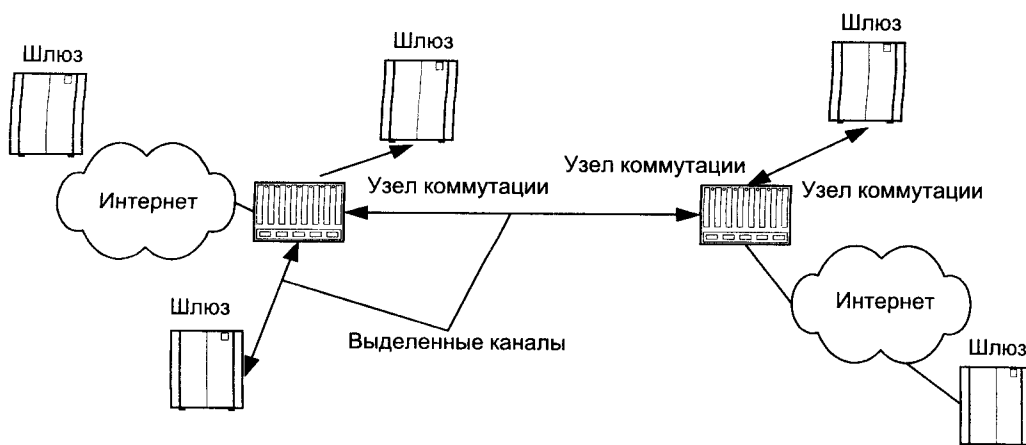 Шлюз
Шлюз
Шлюз
Узел коммутации
Узел коммутации
Узел коммутации
Интернет
Интернет
Шлюз
Выделенные каналы
Шлюз